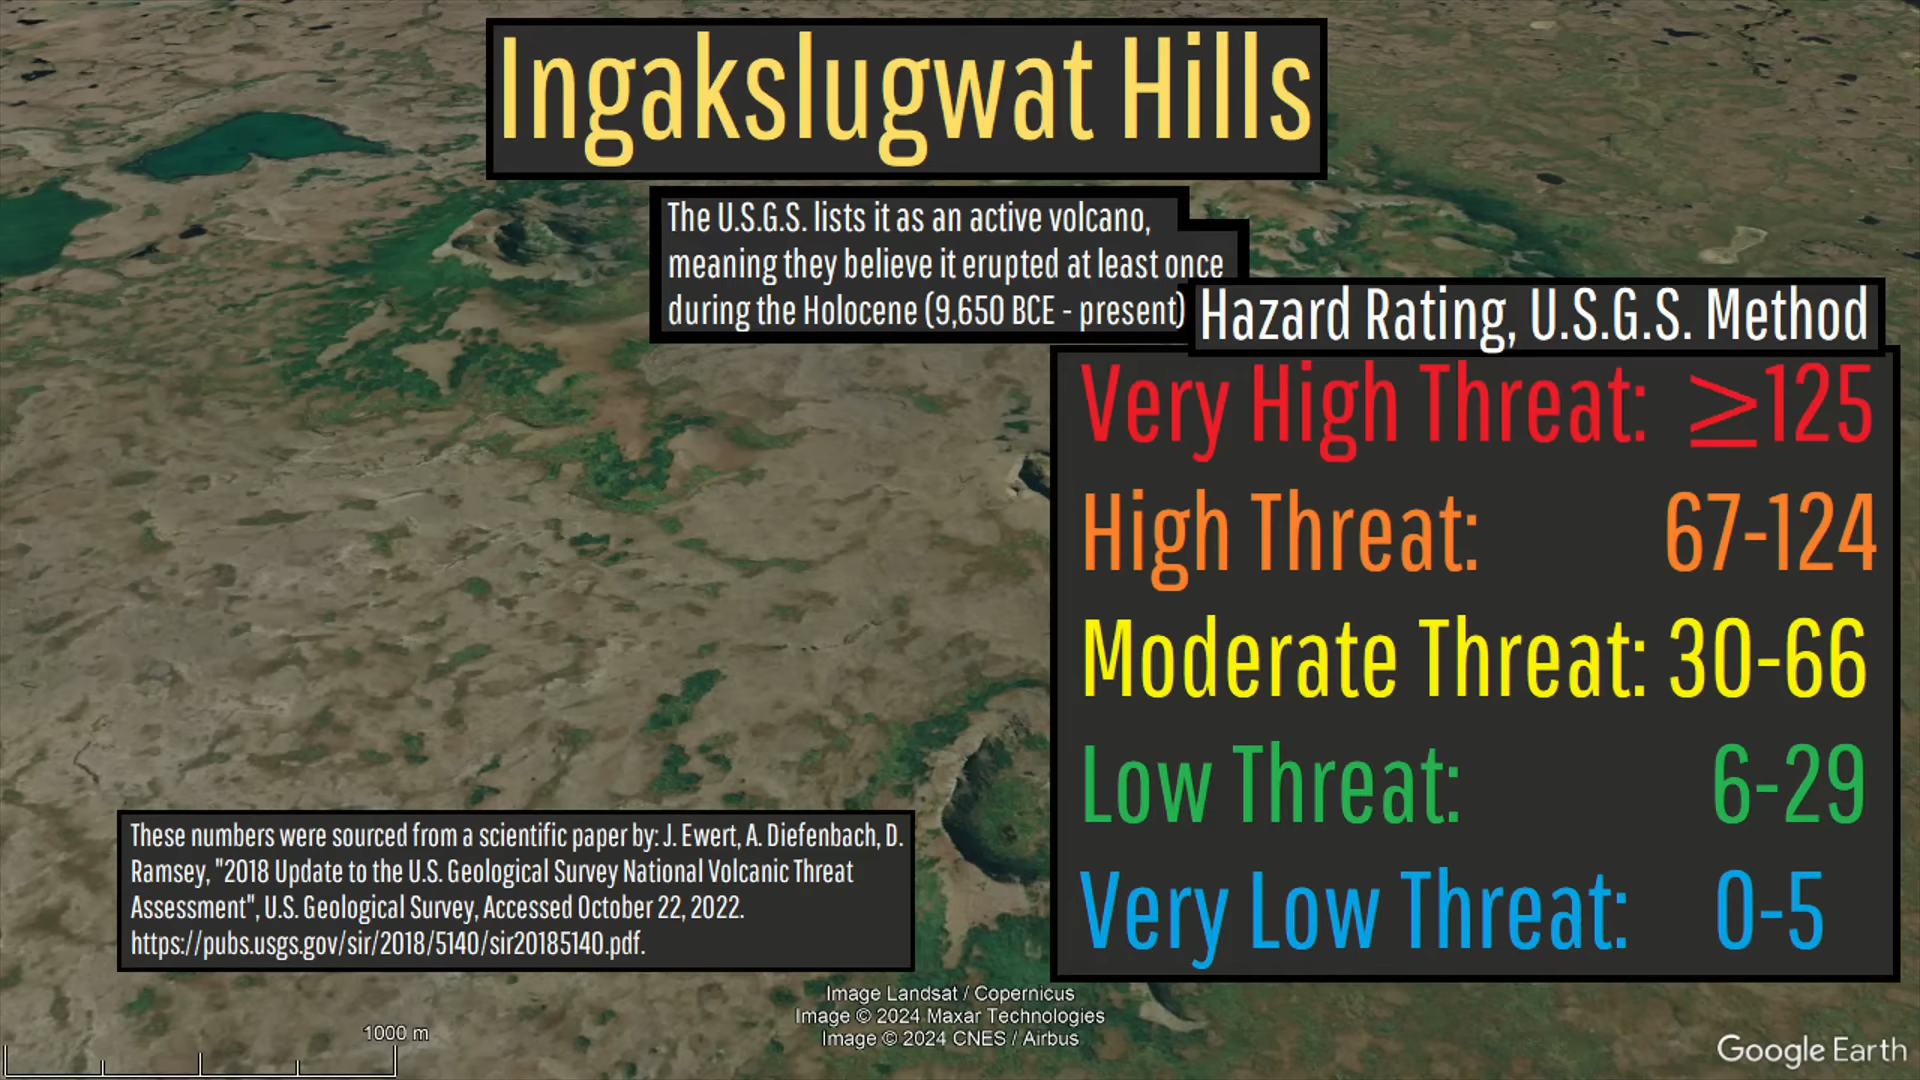 Ingakslugwat Hills
The U.S.G.S. lists it as an active volcano,
meaning they believe it erupted at least once
during the Holocene (9,650 BCE - present)
Hazard Rating, U.S.G.S. Method
Very High Threat: ≥125
High Threat: 67-124
Moderate Threat: 30-66
Low Threat: 6-29
Very Low Threat: 0-5
These numbers were sourced from a scientific paper by: J. Ewert, A. Diefenbach, D.
Ramsey, "2018 Update to the U.S. Geological Survey National Volcanic Threat
Assessment", U.S. Geological Survey, Accessed October 22, 2022.
https://pubs.usgs.gov/sir/2018/5140/sir20185140.pdf.
Image Landsat / Copernicus
Image © 2024 Maxar Technologies
Image © 2024 CNES / Airbus
1000 m
Google Earth